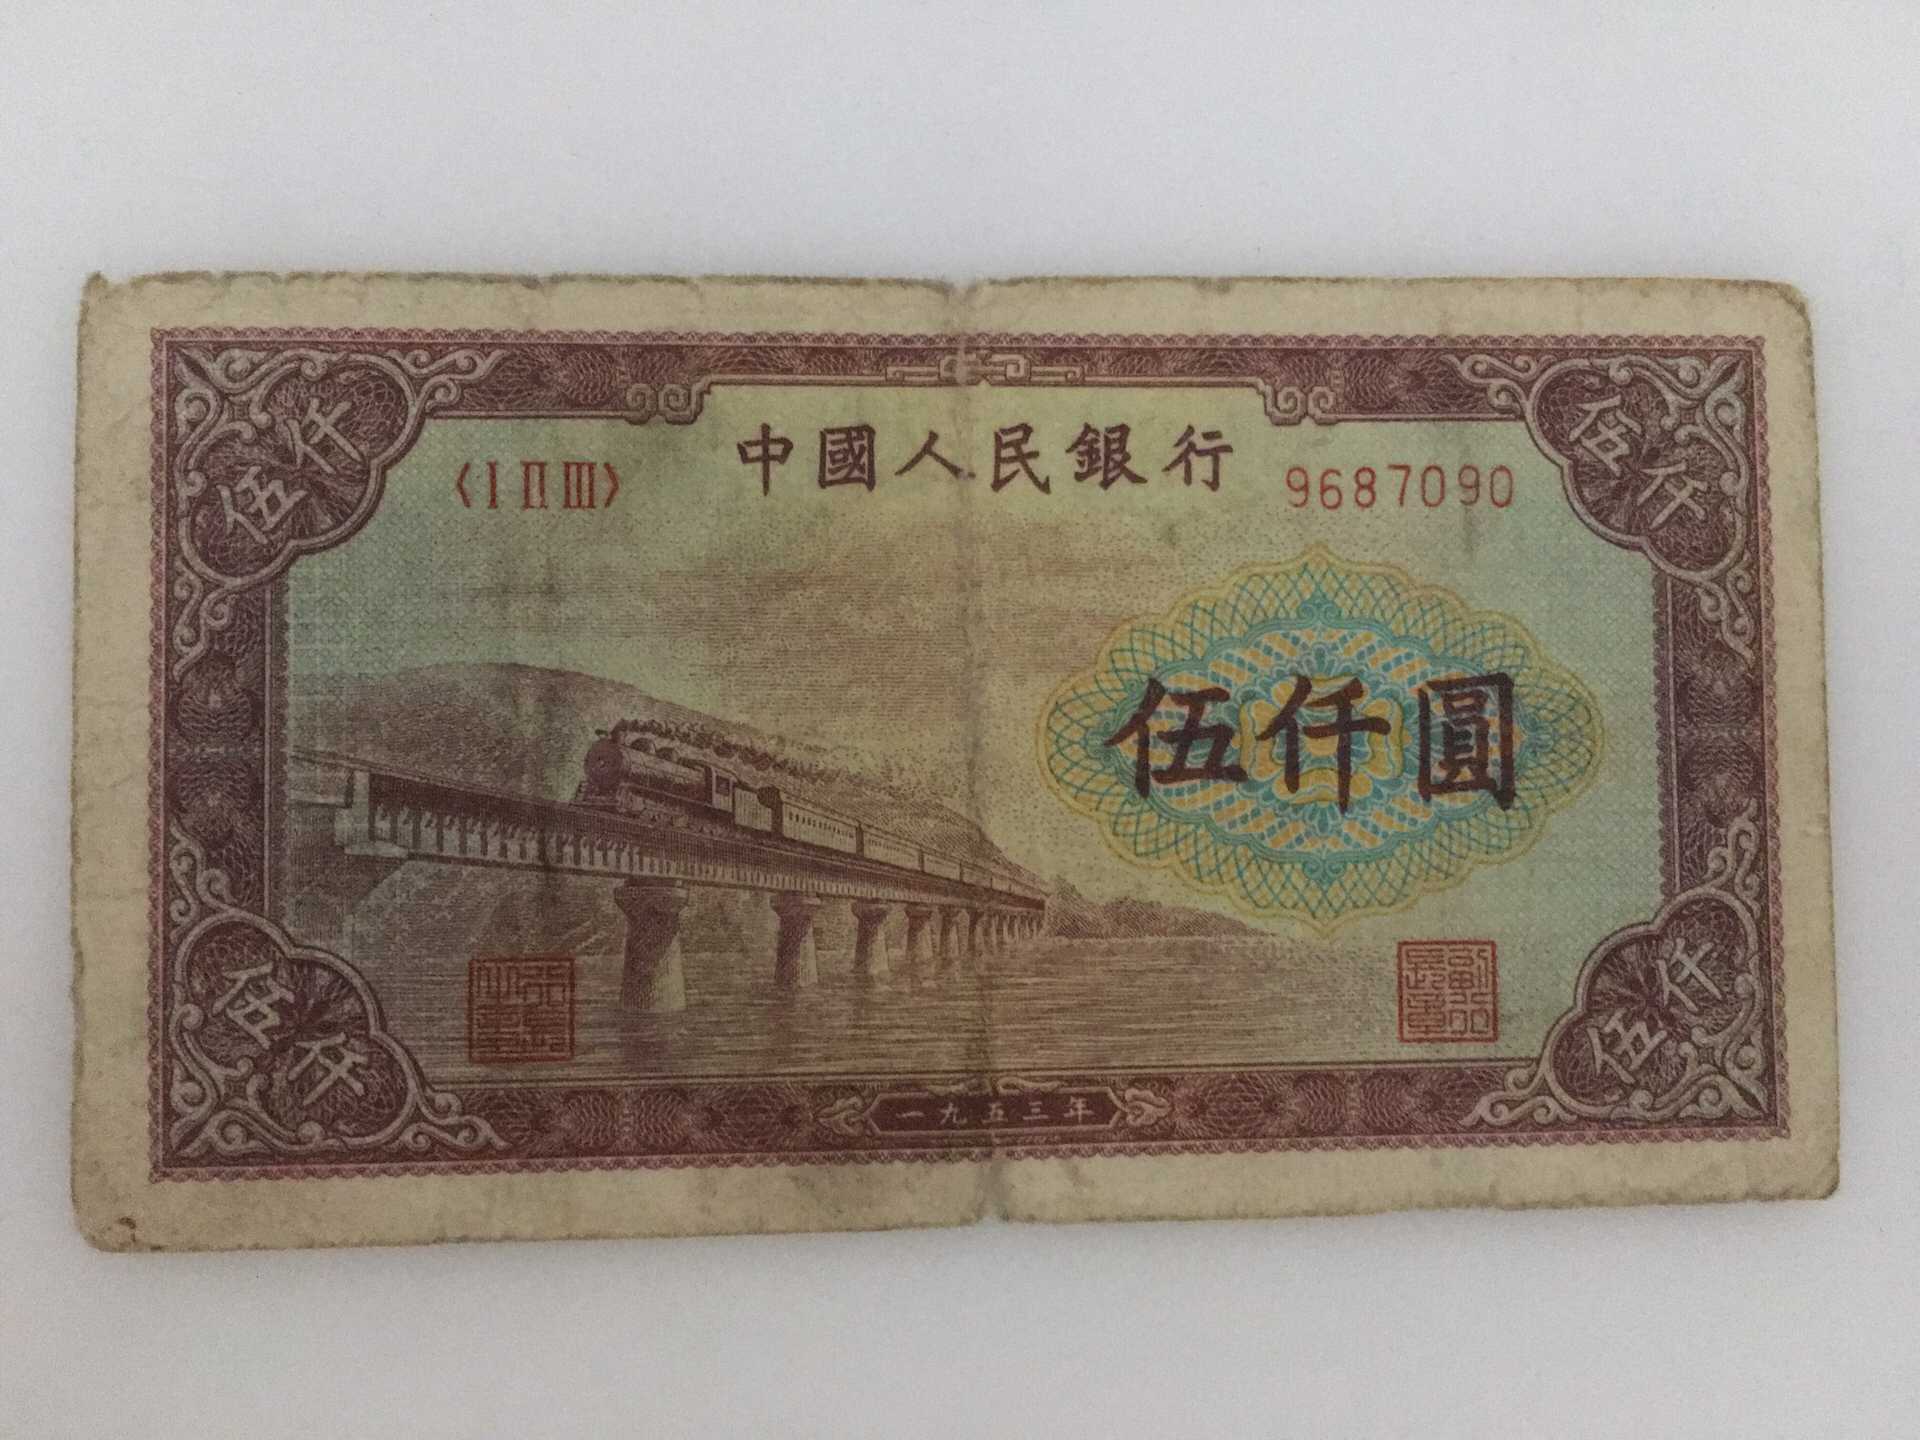 伍仟
伍仟
中國人民銀行
〈I II III〉
9687090
伍仟圓
伍仟
伍仟
一九五三年